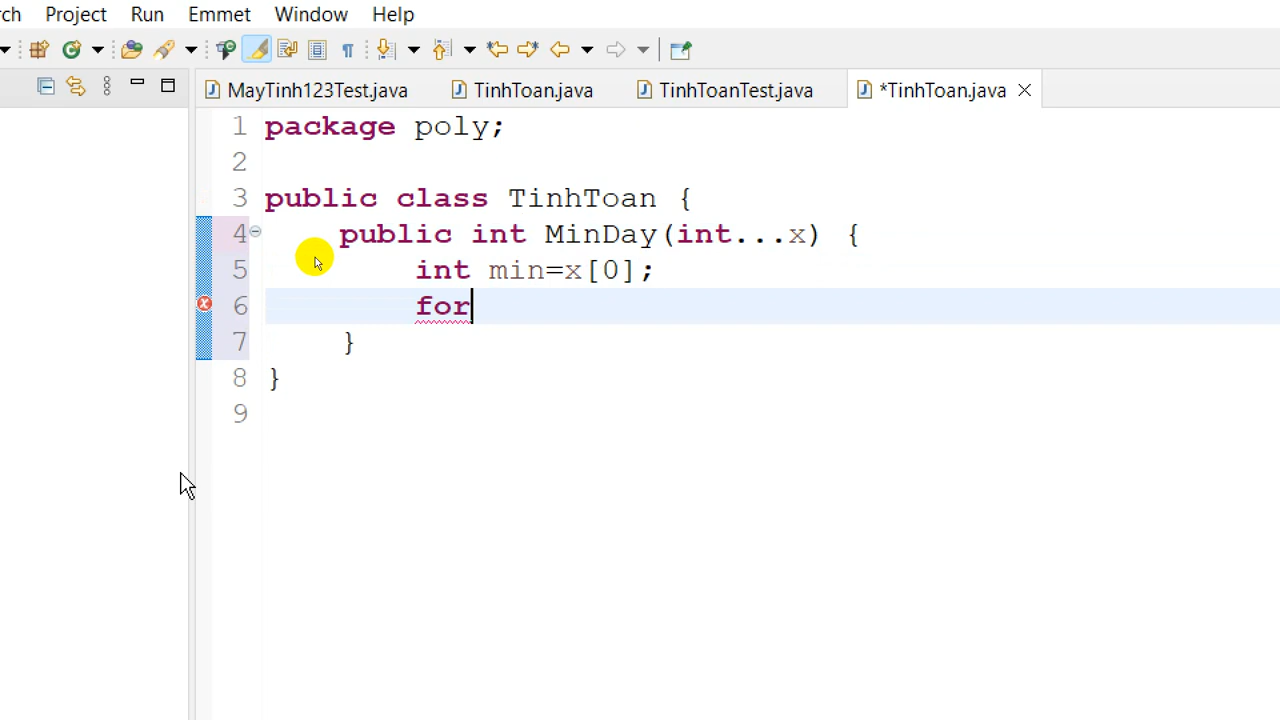 rch Project Run Emmet Window Help
MayTinh123Test.java TinhToan.java TinhToanTest.java *TinhToan.java
1 package poly;
2
3 public class TinhToan {
4 public int MinDay(int...x) {
5 int min=x[0];
6 for
7 }
8 }
9